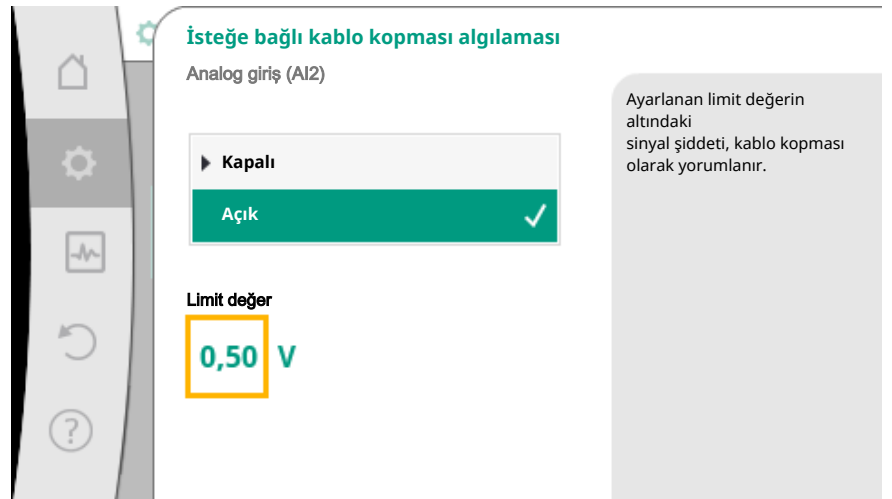 İsteğe bağlı kablo kopması algılaması
Analog giriş (AI2)
Kapalı
Açık
Limit değer
0,50 V
Ayarlanan limit değerin
altındaki
sinyal şiddeti, kablo kopması
olarak yorumlanır.